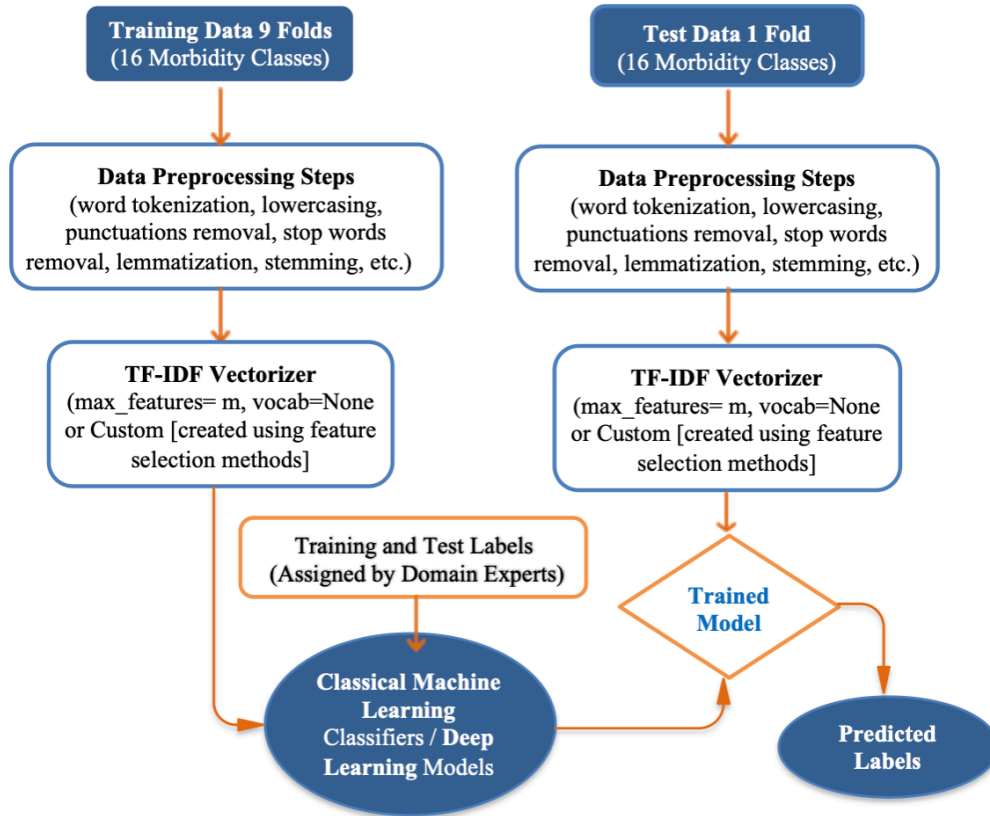 Training Data 9 Folds
(16 Morbidity Classes)
Test Data 1 Fold
(16 Morbidity Classes)
Data Preprocessing Steps
(word tokenization, lowercasing,
punctuations removal, stop words
removal, lemmatization, stemming, etc.)
Data Preprocessing Steps
(word tokenization, lowercasing,
punctuations removal, stop words
removal, lemmatization, stemming, etc.)
TF-IDF Vectorizer
(max_features= m, vocab=None
or Custom [created using feature
selection methods]
TF-IDF Vectorizer
(max_features= m, vocab=None
or Custom [created using feature
selection methods]
Training and Test Labels
(Assigned by Domain Experts)
Trained
Model
Classical Machine
Learning
Classifiers / Deep
Learning Models
Predicted
Labels